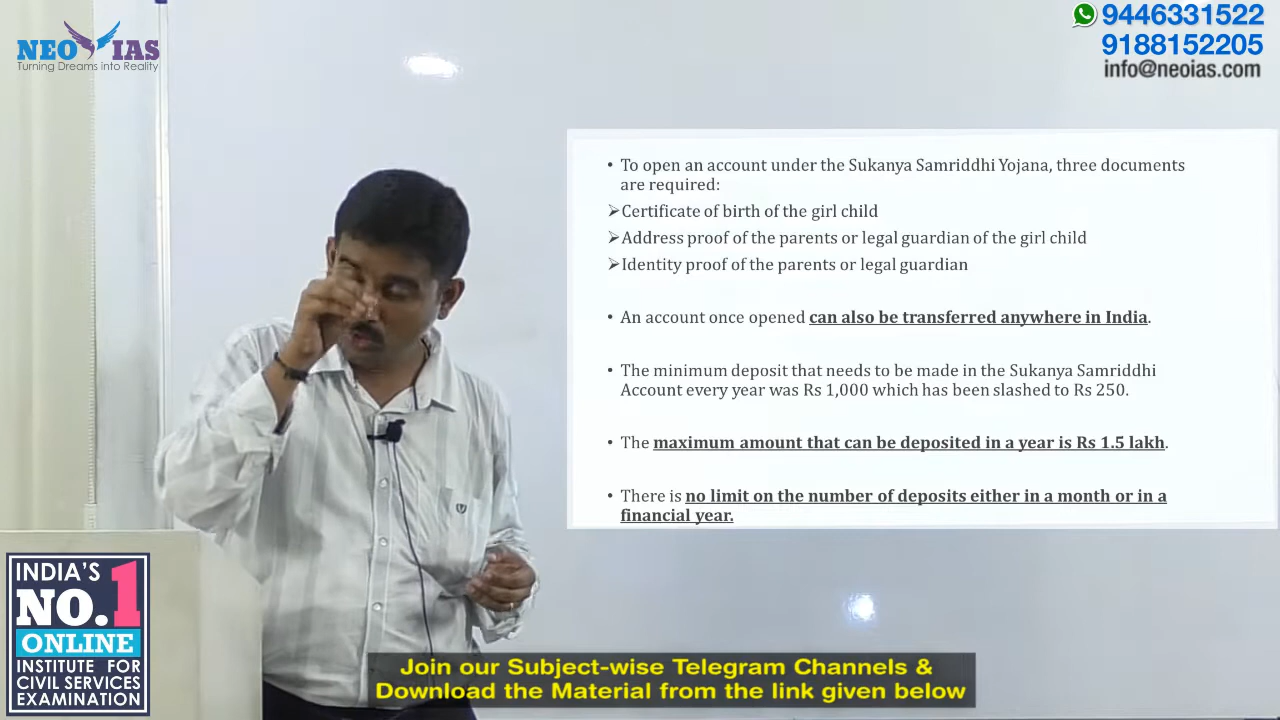 NEO IAS
Turning Dreams into Reality
9446331522
9188152205
info@neoias.com
• To open an account under the Sukanya Samriddhi Yojana, three documents
are required:
➢Certificate of birth of the girl child
➢Address proof of the parents or legal guardian of the girl child
➢Identity proof of the parents or legal guardian
• An account once opened can also be transferred anywhere in India.
• The minimum deposit that needs to be made in the Sukanya Samriddhi
Account every year was Rs 1,000 which has been slashed to Rs 250.
• The maximum amount that can be deposited in a year is Rs 1.5 lakh.
• There is no limit on the number of deposits either in a month or in a
financial year.
INDIA'S
NO.1
ONLINE
INSTITUTE FOR
CIVIL SERVICES
EXAMINATION
Join our Subject-wise Telegram Channels &
Download the Material from the link given below